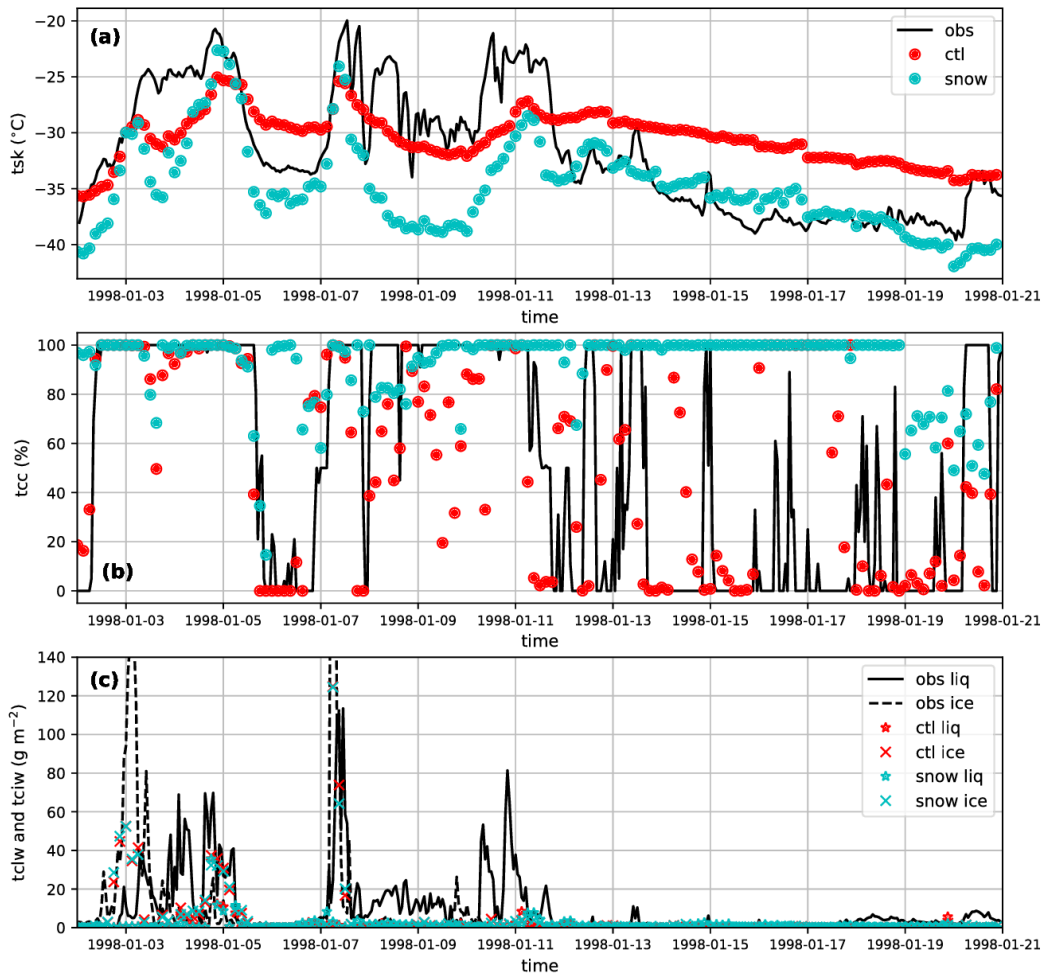 (a)
obs
ctl
snow
tsk (°C)
−20
−25
−30
−35
−40
1998-01-03 1998-01-05 1998-01-07 1998-01-09 1998-01-11 1998-01-13 1998-01-15 1998-01-17 1998-01-19 1998-01-21
time
(b)
tcc (%)
100
80
60
40
20
0
1998-01-03 1998-01-05 1998-01-07 1998-01-09 1998-01-11 1998-01-13 1998-01-15 1998-01-17 1998-01-19 1998-01-21
time
(c)
obs liq
obs ice
ctl liq
ctl ice
snow liq
snow ice
tclw and tciw (g m⁻²)
140
120
100
80
60
40
20
0
1998-01-03 1998-01-05 1998-01-07 1998-01-09 1998-01-11 1998-01-13 1998-01-15 1998-01-17 1998-01-19 1998-01-21
time